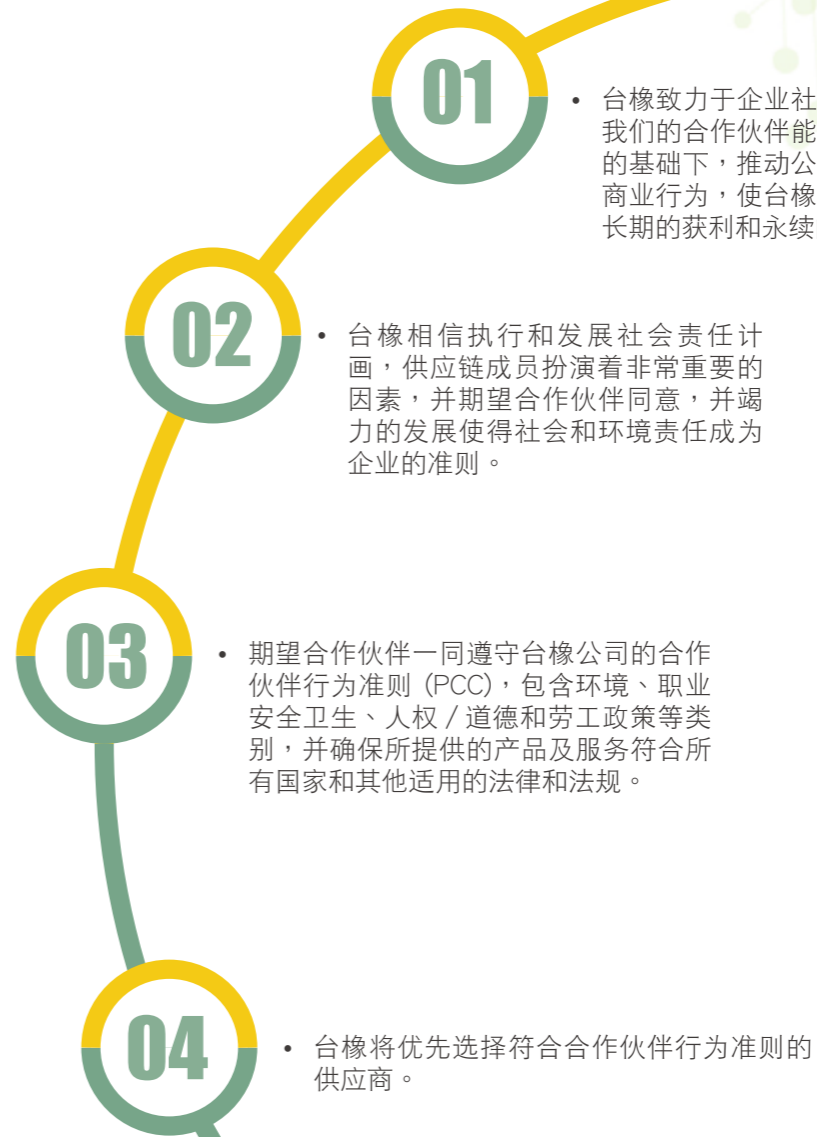 01
• 台橡致力于企业社
我们的合作伙伴能
的基础下，推动公
商业行为，使台橡
长期的获利和永续
02
• 台橡相信执行和发展社会责任计
画，供应链成员扮演着非常重要的
因素，并期望合作伙伴同意，并竭
力的发展使得社会和环境责任成为
企业的准则。
03
• 期望合作伙伴一同遵守台橡公司的合作
伙伴行为准则 (PCC)，包含环境、职业
安全卫生、人权 / 道德和劳工政策等类
别，并确保所提供的产品及服务符合所
有国家和其他适用的法律和法规。
04
• 台橡将优先选择符合合作伙伴行为准则的
供应商。